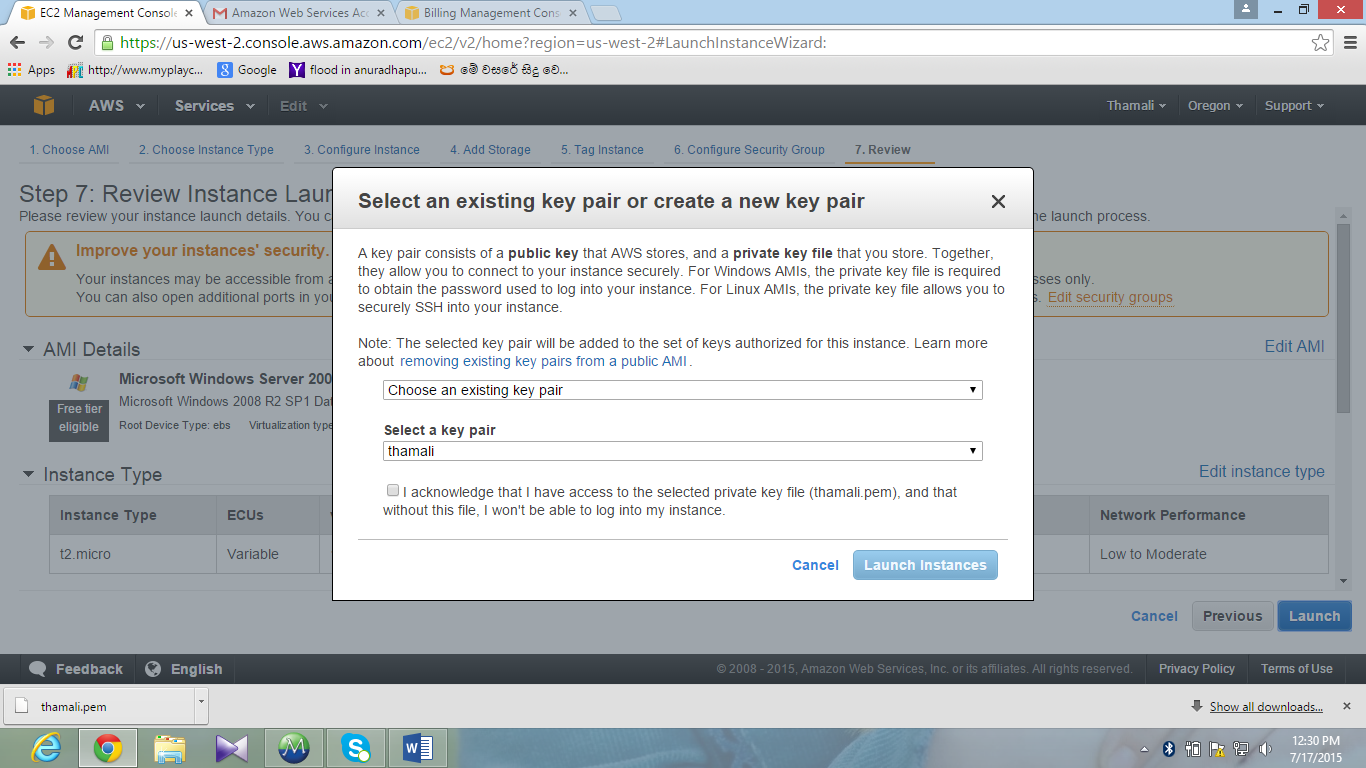 EC2 Management Console
Amazon Web Services Acc
Billing Management Cons
https://us-west-2.console.aws.amazon.com/ec2/v2/home?region=us-west-2#LaunchInstanceWizard:
Apps http://www.myplayc... Google flood in anuradhapu... මේ වසරේ සිදු වෙ...
AWS Services Edit Thamali Oregon Support
1. Choose AMI 2. Choose Instance Type 3. Configure Instance 4. Add Storage 5. Tag Instance 6. Configure Security Group 7. Review
Step 7: Review Instance Laun
Please review your instance launch details. You c
he launch process.
Improve your instances' security.
Your instances may be accessible from a
sses only.
You can also open additional ports in you
s. Edit security groups
AMI Details
Edit AMI
Microsoft Windows Server 200
Free tier
eligible
Microsoft Windows 2008 R2 SP1 Dat
Root Device Type: ebs Virtualization type
Instance Type
Edit instance type
Instance Type ECUs Network Performance
t2.micro Variable Low to Moderate
Select an existing key pair or create a new key pair
A key pair consists of a public key that AWS stores, and a private key file that you store. Together,
they allow you to connect to your instance securely. For Windows AMIs, the private key file is required
to obtain the password used to log into your instance. For Linux AMIs, the private key file allows you to
securely SSH into your instance.
Note: The selected key pair will be added to the set of keys authorized for this instance. Learn more
about removing existing key pairs from a public AMI.
Choose an existing key pair
Select a key pair
thamali
I acknowledge that I have access to the selected private key file (thamali.pem), and that
without this file, I won't be able to log into my instance.
Cancel Launch Instances
Cancel Previous Launch
Feedback English © 2008 - 2015, Amazon Web Services, Inc. or its affiliates. All rights reserved. Privacy Policy Terms of Use
thamali.pem Show all downloads...
12:30 PM
7/17/2015